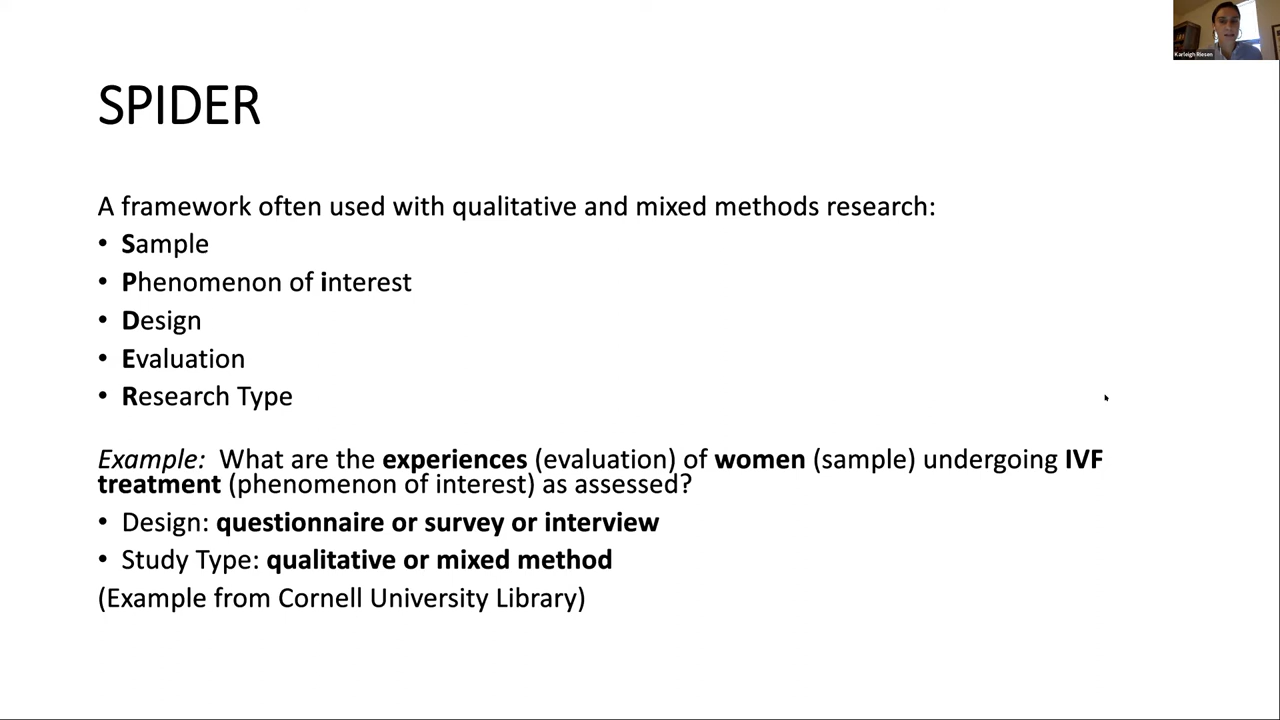 Karleigh Riesen
SPIDER
A framework often used with qualitative and mixed methods research:
• Sample
• Phenomenon of interest
• Design
• Evaluation
• Research Type
Example:  What are the experiences (evaluation) of women (sample) undergoing IVF
treatment (phenomenon of interest) as assessed?
• Design: questionnaire or survey or interview
• Study Type: qualitative or mixed method
(Example from Cornell University Library)